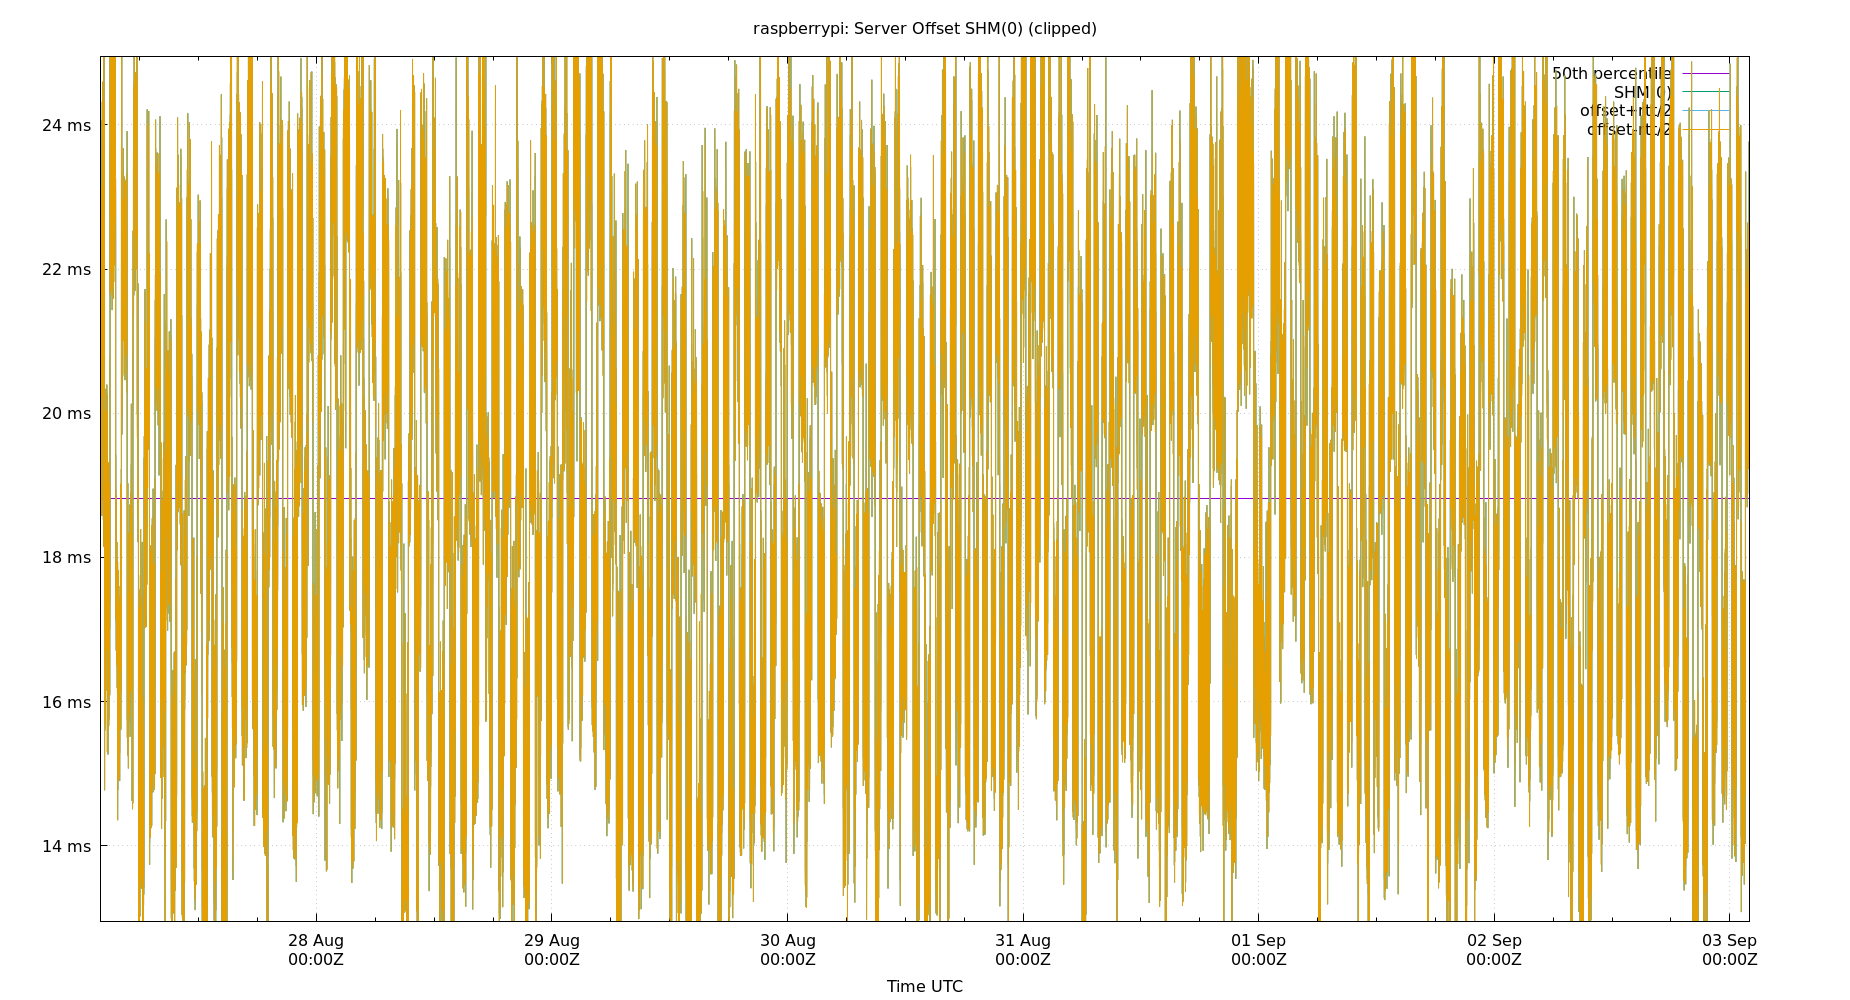 raspberrypi: Server Offset SHM(0) (clipped)
50th percentile
SHM(0)
offset+rtt/2
offset-rtt/2
24 ms
22 ms
20 ms
18 ms
16 ms
14 ms
28 Aug
00:00Z
29 Aug
00:00Z
30 Aug
00:00Z
31 Aug
00:00Z
01 Sep
00:00Z
02 Sep
00:00Z
03 Sep
00:00Z
Time UTC